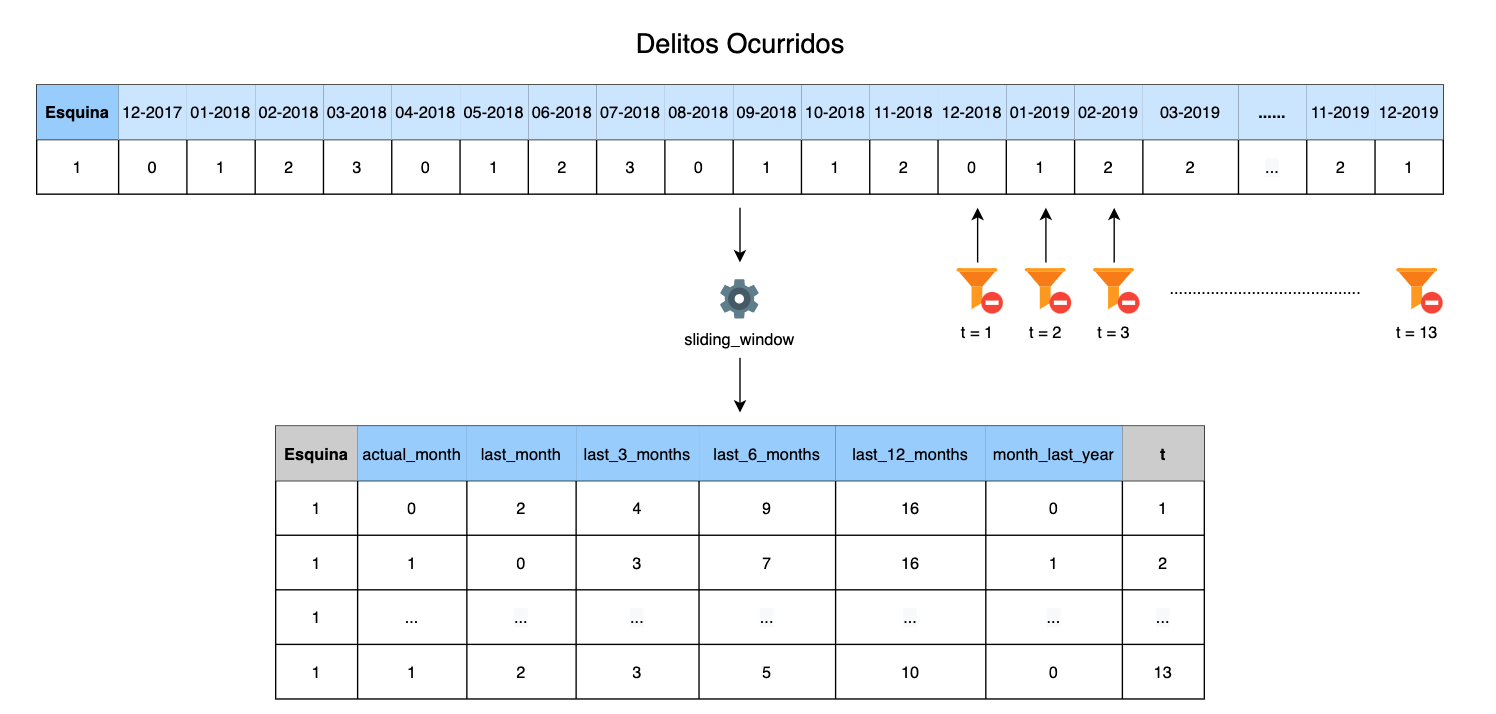 Delitos Ocurridos
Esquina 12-2017 01-2018 02-2018 03-2018 04-2018 05-2018 06-2018 07-2018 08-2018 09-2018 10-2018 11-2018 12-2018 01-2019 02-2019 03-2019 ...... 11-2019 12-2019
1 0 1 2 3 0 1 2 3 0 1 1 2 0 1 2 2 ... 2 1
sliding_window
t = 1 t = 2 t = 3 t = 13
Esquina actual_month last_month last_3_months last_6_months last_12_months month_last_year t
1 0 2 4 9 16 0 1
1 1 0 3 7 16 1 2
1 ... ... ... ... ... ... ...
1 1 2 3 5 10 0 13